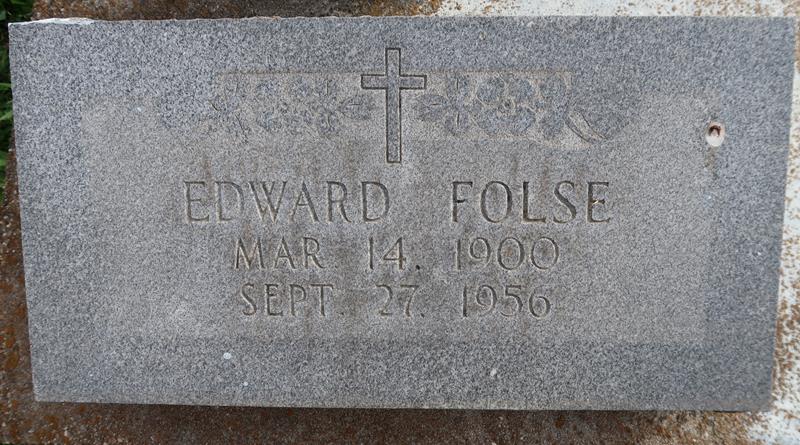 EDWARD FOLSE
MAR. 14, 1900
SEPT. 27, 1956